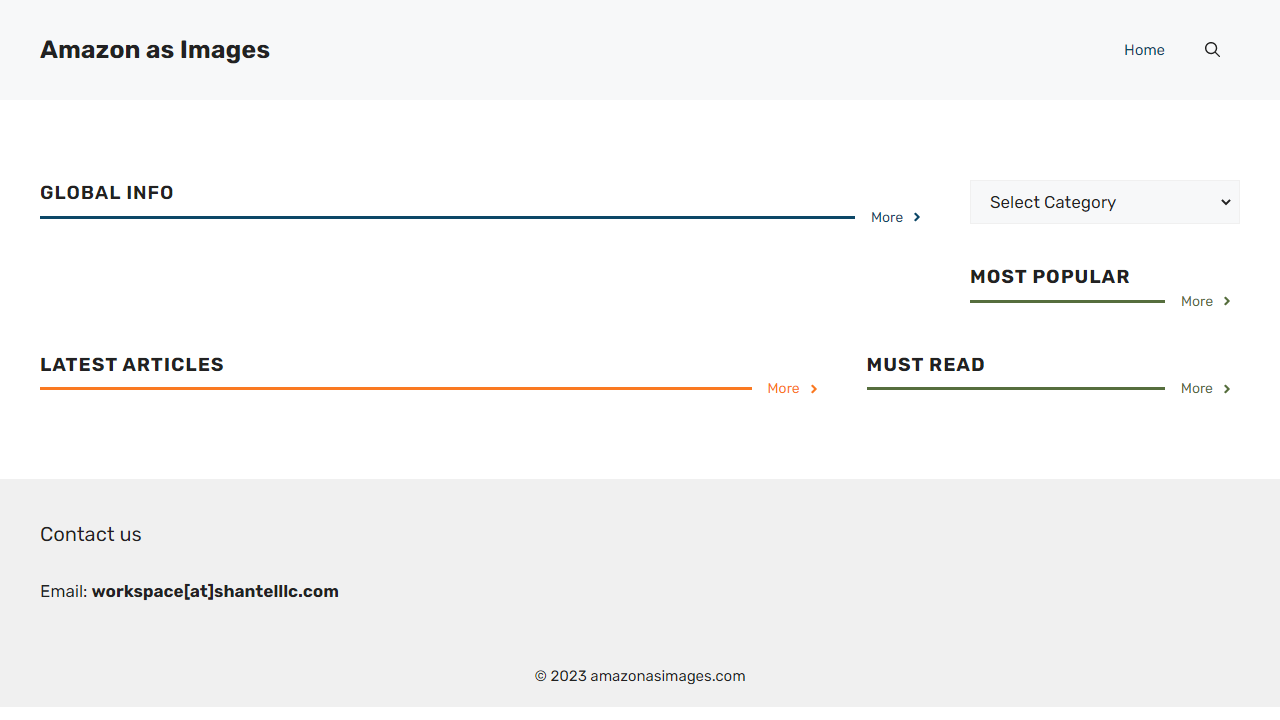 Amazon as Images
Home
GLOBAL INFO
More
Select Category
MOST POPULAR
More
LATEST ARTICLES
More
MUST READ
More
Contact us
Email: workspace[at]shantelllc.com
© 2023 amazonasimages.com